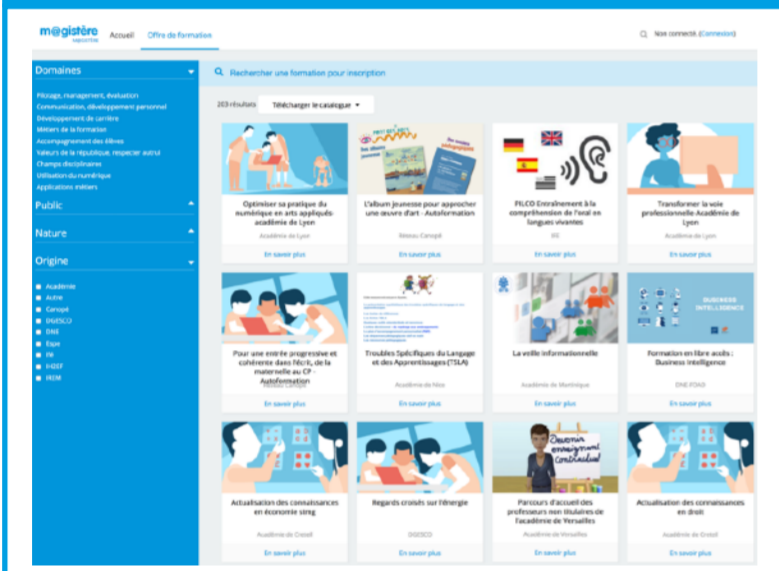 m@gistère
Accueil
Offre de formation
Non connecté. (Connexion)
Domaines
Pilotage, management, évaluation
Communication, développement personnel
Développement de carrière
Métiers de la formation
Accompagnement des élèves
Valeurs de la république, respecter autrui
Champs disciplinaires
Utilisation du numérique
Applications métiers
Public
Nature
Origine
Académie
Autre
Canopé
DGESCO
DNE
Espe
Ifé
IH2EF
IREM
Rechercher une formation pour inscription
203 résultats
Télécharger le catalogue
Optimiser sa pratique du
numérique en arts appliqués-
académie de Lyon
Académie de Lyon
En savoir plus
L'album jeunesse pour approcher
une œuvre d'art - Autoformation
Réseau Canopé
En savoir plus
FILCO Entraînement à la
compréhension de l'oral en
langues vivantes
En savoir plus
Transformer la voie
professionnelle-Académie de
Lyon
Académie de Lyon
En savoir plus
Pour une entrée progressive et
cohérente dans l'écrit, de la
maternelle au CP -
Autoformation
Réseau Canopé
En savoir plus
Troubles Spécifiques du Langage
et des Apprentissages (TSLA)
Académie de Nice
En savoir plus
La veille informationnelle
Académie de Martinique
En savoir plus
BUSINESS
INTELLIGENCE
Formation en libre accès :
Business Intelligence
DNE-FOAD
En savoir plus
Actualisation des connaissances
en économie stmg
Académie de Créteil
En savoir plus
Regards croisés sur l'énergie
DGESCO
En savoir plus
Devenir
enseignant
Contractuel
Parcours d'accueil des
professeurs non titulaires de
l'académie de Versailles
Académie de Versailles
En savoir plus
Actualisation des connaissances
en droit
Académie de Créteil
En savoir plus